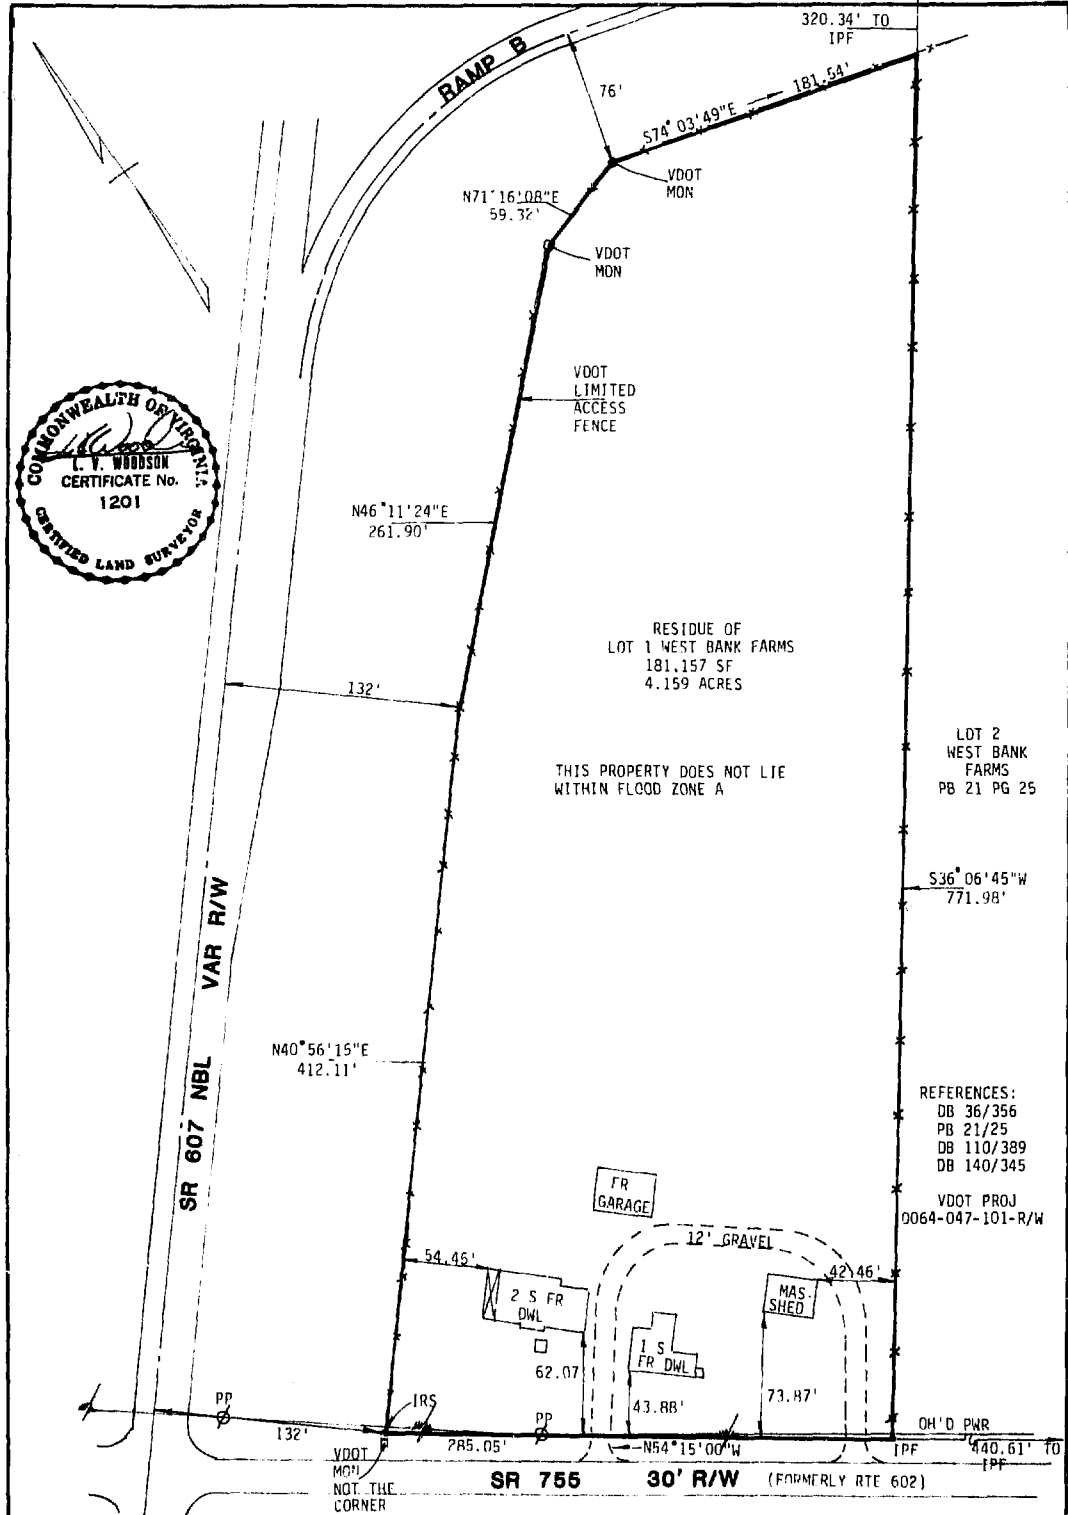 320.34' TO
IPF
RAMP B
76'
S74°03'49"E
181.54'
VDOT
MON
N71°16'08"E
59.32'
VDOT
MON
VDOT
LIMITED
ACCESS
FENCE
COMMONWEALTH OF VIRGINIA
L. V. WOODSON
CERTIFICATE No.
1201
CERTIFIED LAND SURVEYOR
N46°11'24"E
261.90'
RESIDUE OF
LOT 1 WEST BANK FARMS
181.157 SF
4.159 ACRES
132'
LOT 2
WEST BANK
FARMS
PB 21 PG 25
THIS PROPERTY DOES NOT LIE
WITHIN FLOOD ZONE A
S36°06'45"W
771.98'
SR 607 NBL VAR R/W
N40°56'15"E
412.11'
REFERENCES:
DB 36/356
PB 21/25
DB 110/389
DB 140/345
VDOT PROJ
0064-047-101-R/W
FR
GARAGE
12' GRAVEL
54.46'
42.46'
2 S FR
DWL
MAS.
SHED
1 S
FR DWL
62.07
43.88'
73.87'
PP
IRS
PP
OH'D PWR
132'
285.05'
N54°15'00"W
IPF
440.61' TO
IPF
VDOT
MON
NOT THE
CORNER
SR 755 30' R/W (FORMERLY RTE 602)